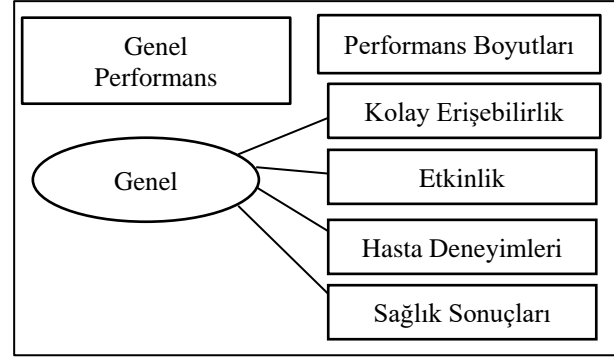 Genel
Performans
Performans Boyutları
Kolay Erişebilirlik
Genel
Etkinlik
Hasta Deneyimleri
Sağlık Sonuçları